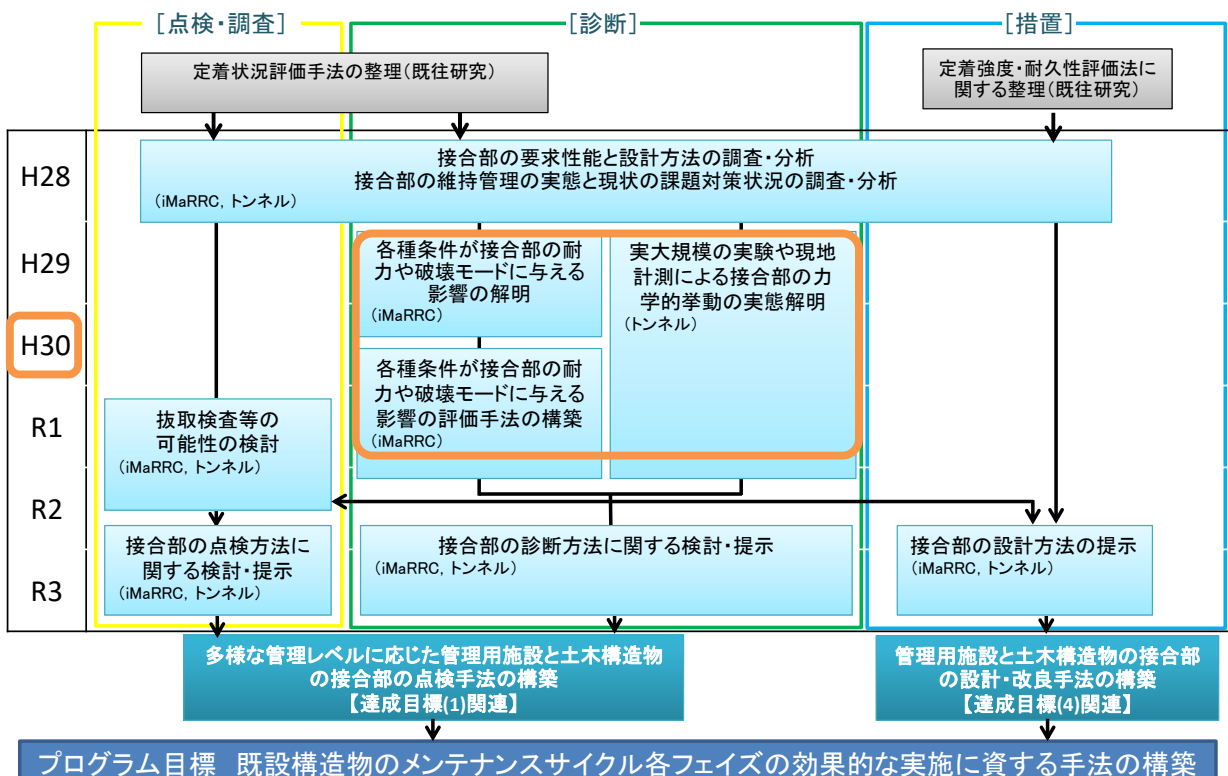 ［点検・調査］
［診断］
［措置］
定着状況評価手法の整理（既往研究）
定着強度・耐久性評価法に
関する整理（既往研究）
H28
接合部の要求性能と設計方法の調査・分析
接合部の維持管理の実態と現状の課題対策状況の調査・分析
（iMaRRC, トンネル）
H29
各種条件が接合部の耐
力や破壊モードに与える
影響の解明
（iMaRRC）
実大規模の実験や現地
計測による接合部の力
学的挙動の実態解明
（トンネル）
H30
各種条件が接合部の耐
力や破壊モードに与える
影響の評価手法の構築
（iMaRRC）
R1
抜取検査等の
可能性の検討
（iMaRRC, トンネル）
R2
接合部の点検方法に
関する検討・提示
（iMaRRC, トンネル）
接合部の診断方法に関する検討・提示
（iMaRRC, トンネル）
接合部の設計方法の提示
（iMaRRC, トンネル）
R3
多様な管理レベルに応じた管理用施設と土木構造物
の接合部の点検手法の構築
【達成目標(1)関連】
管理用施設と土木構造物の接合部
の設計・改良手法の構築
【達成目標(4)関連】
プログラム目標　既設構造物のメンテナンスサイクル各フェイズの効果的な実施に資する手法の構築